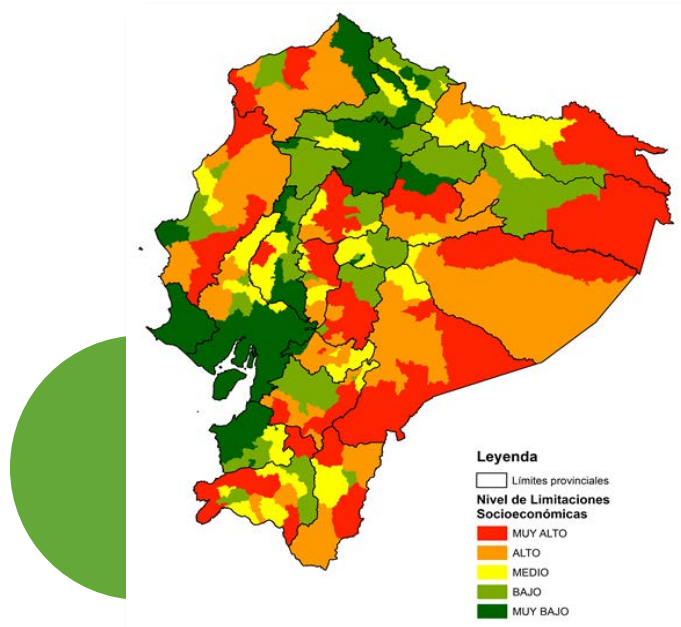 Leyenda
Límites provinciales
Nivel de Limitaciones
Socioeconómicas
MUY ALTO
ALTO
MEDIO
BAJO
MUY BAJO